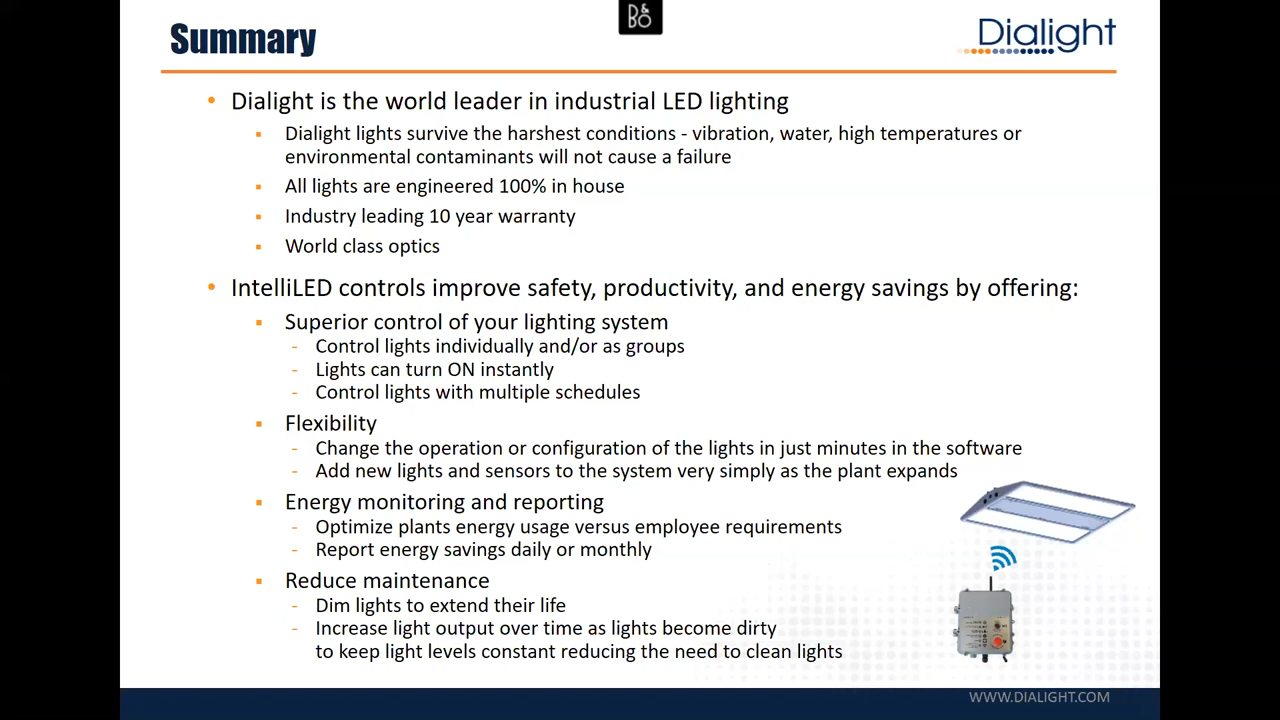 B&O
Summary
Dialight
• Dialight is the world leader in industrial LED lighting
▪ Dialight lights survive the harshest conditions - vibration, water, high temperatures or
environmental contaminants will not cause a failure
▪ All lights are engineered 100% in house
▪ Industry leading 10 year warranty
▪ World class optics
• IntelliLED controls improve safety, productivity, and energy savings by offering:
▪ Superior control of your lighting system
- Control lights individually and/or as groups
- Lights can turn ON instantly
- Control lights with multiple schedules
▪ Flexibility
- Change the operation or configuration of the lights in just minutes in the software
- Add new lights and sensors to the system very simply as the plant expands
▪ Energy monitoring and reporting
- Optimize plants energy usage versus employee requirements
- Report energy savings daily or monthly
▪ Reduce maintenance
- Dim lights to extend their life
- Increase light output over time as lights become dirty
to keep light levels constant reducing the need to clean lights
WWW.DIALIGHT.COM